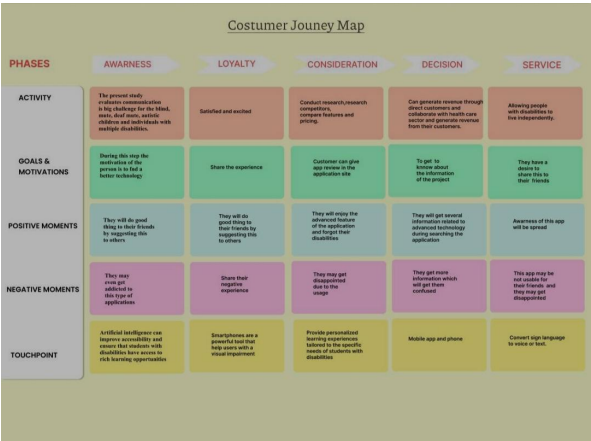 Costumer Jouney Map
PHASES
AWARNESS
LOYALTY
CONSIDERATION
DECISION
SERVICE
ACTIVITY
The present study
evaluates communication
is big challenge for the blind,
mute, deaf mute, autistic
children and individuals with
multiple disabilities.
Satisfied and excited
Conduct research,research
competitors,
compare features and
pricing.
Can generate revenue through
direct customers and
collaborate with health care
sector and generate revenue
from their customers.
Allowing people
with disabilities to
live independently.
GOALS &
MOTIVATIONS
During this step the
motivation of the
person is to fnd a
better technology
Share the experience
Customer can give
app review in the
application site
To get to
know about
the information
of the project
They have a
desire to
share this to
their friends
POSITIVE MOMENTS
They will do good
thing to their friends
by suggesting this
to others
They will do
good thing to
their friends by
suggesting this
to others
They will enjoy the
advanced feature
of the application
and forgot their
disabilities
They will get several
information related to
advanced technology
during searching the
application
Awareness of this app
will be spread
NEGATIVE MOMENTS
They may
even get
addicted to
this type of
applications
Share their
negative
experience
They may get
disappointed
due to the
usage
They get more
information which
will get them
confused
This app may be
not usable for
their friends and
they may get
disappointed
TOUCHPOINT
Artificial intelligence can
improve accessibility and
ensure that students with
disabilities have access to
rich learning opportunities
Smartphones are a
powerful tool that
help users with a
visual impairment
Provide personalized
learning experiences
tailored to the specific
needs of students with
disabilities
Mobile app and phone
Convert sign language
to voice or text.